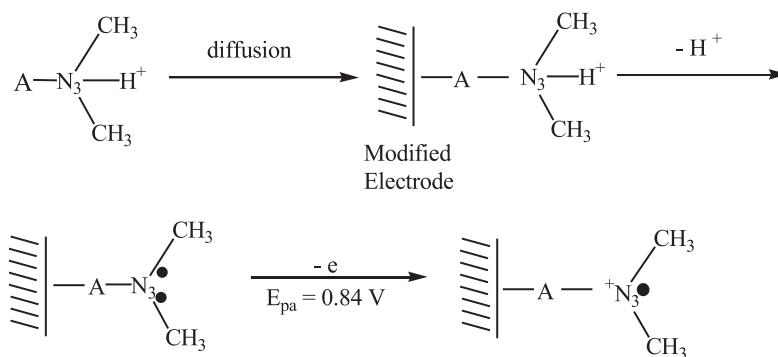 CH₃
A N₃ H⁺
CH₃
diffusion
A N₃ H⁺
CH₃
CH₃
Modified
Electrode
- H⁺
A N₃
CH₃
CH₃
- e
Eₚₐ = 0.84 V
A ⁺N₃
CH₃
CH₃